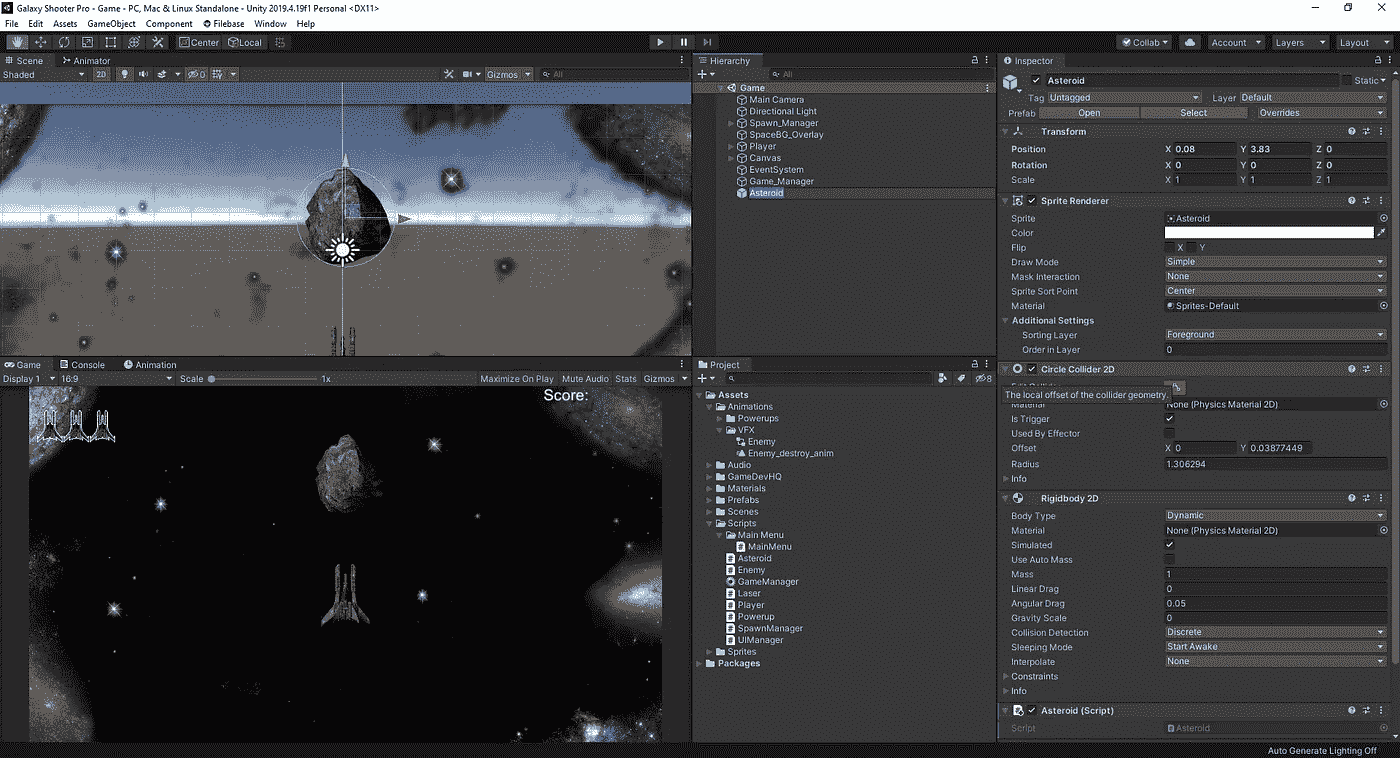 Galaxy Shooter Pro - Game - PC, Mac & Linux Standalone - Unity 2019.4.19f1 Personal <DX11>
File Edit Assets GameObject Component Filebase Window Help
Center Local Collab Account Layers Layout
Scene Animator
Shaded 2D 0 Gizmos All
Game Console Animation
Display 1 16:9 Scale 1x Maximize On Play Mute Audio Stats Gizmos
Score:
Hierarchy
All
Game
Main Camera
Directional Light
Spawn_Manager
SpaceBG_Overlay
Player
Canvas
EventSystem
Game_Manager
Asteroid
Project
8
Assets
Animations
Powerups
VFX
Enemy
Enemy_destroy_anim
Audio
GameDevHQ
Materials
Prefabs
Scenes
Scripts
Main Menu
MainMenu
Asteroid
Enemy
GameManager
Laser
Player
Powerup
SpawnManager
UIManager
Sprites
Packages
Inspector
Asteroid Static
Tag Untagged Layer Default
Prefab Open Select Overrides
Transform
Position X 0.08 Y 3.83 Z 0
Rotation X 0 Y 0 Z 0
Scale X 1 Y 1 Z 1
Sprite Renderer
Sprite Asteroid
Color
Flip X Y
Draw Mode Simple
Mask Interaction None
Sprite Sort Point Center
Material Sprites-Default
Additional Settings
Sorting Layer Foreground
Order in Layer 0
Circle Collider 2D
The local offset of the collider geometry.
Material None (Physics Material 2D)
Is Trigger
Used By Effector
Offset X 0 Y 0.03877449
Radius 1.306294
Info
Rigidbody 2D
Body Type Dynamic
Material None (Physics Material 2D)
Simulated
Use Auto Mass
Mass 1
Linear Drag 0
Angular Drag 0.05
Gravity Scale 0
Collision Detection Discrete
Sleeping Mode Start Awake
Interpolate None
Constraints
Info
Asteroid (Script)
Script Asteroid
Auto Generate Lighting Off